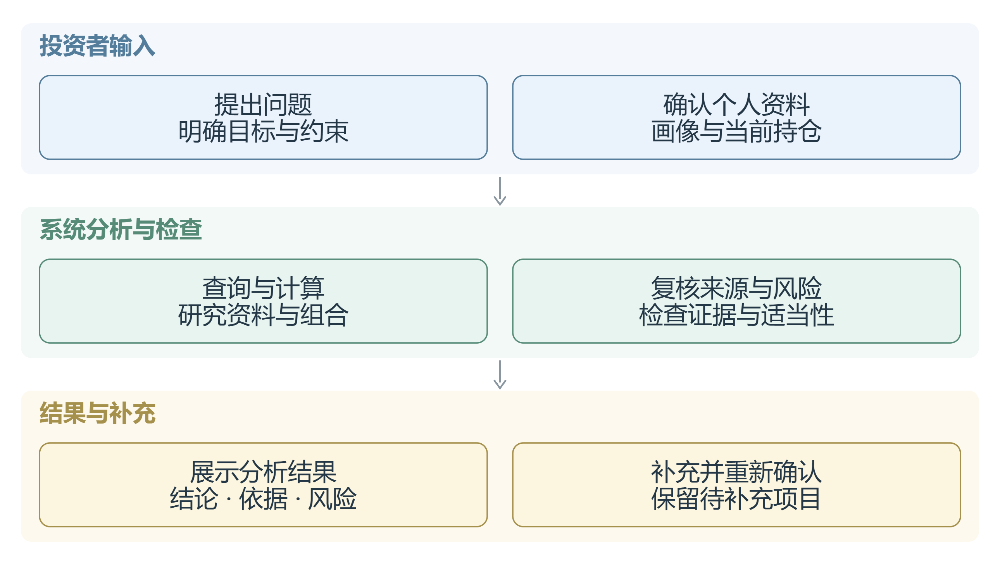 投资者输入
提出问题
明确目标与约束
确认个人资料
画像与当前持仓
系统分析与检查
查询与计算
研究资料与组合
复核来源与风险
检查证据与适当性
结果与补充
展示分析结果
结论 · 依据 · 风险
补充并重新确认
保留待补充项目